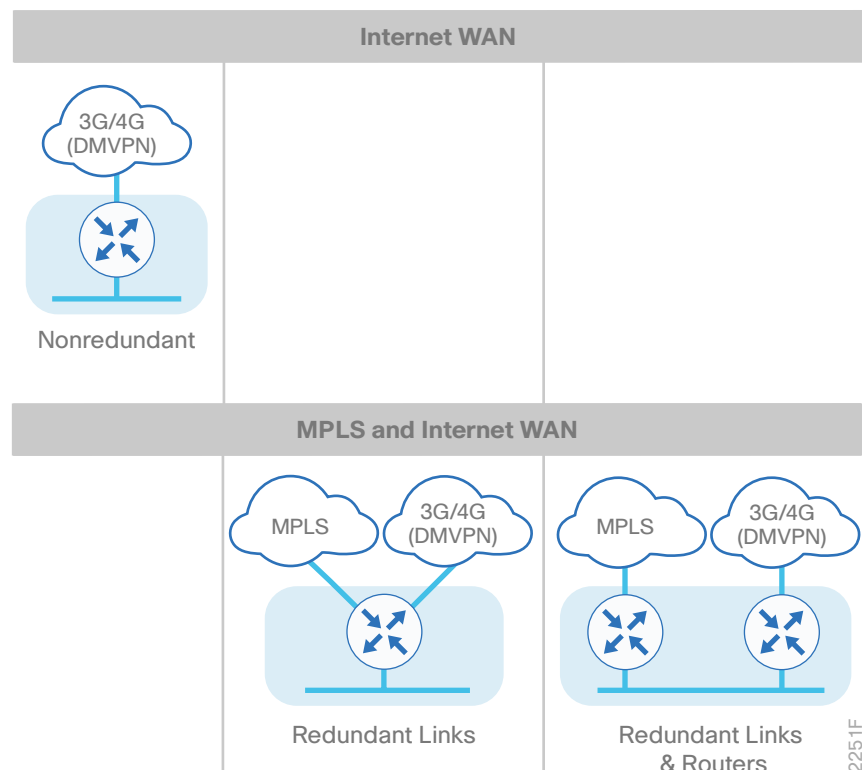 Internet WAN
3G/4G
(DMVPN)
Nonredundant
MPLS and Internet WAN
MPLS
3G/4G
(DMVPN)
Redundant Links
MPLS
3G/4G
(DMVPN)
Redundant Links
& Routers
2251F